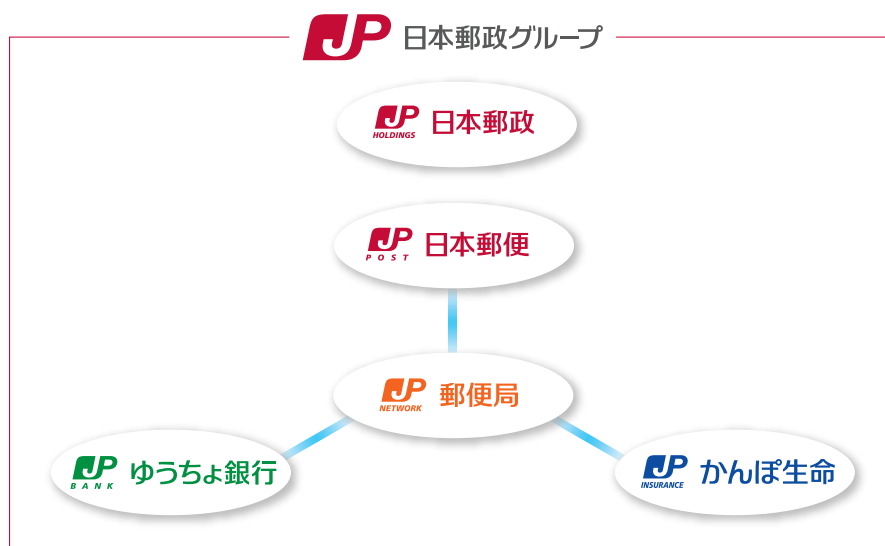 JP 日本郵政グループ
JP HOLDINGS 日本郵政
JP POST 日本郵便
JP NETWORK 郵便局
JP BANK ゆうちょ銀行
JP INSURANCE かんぽ生命